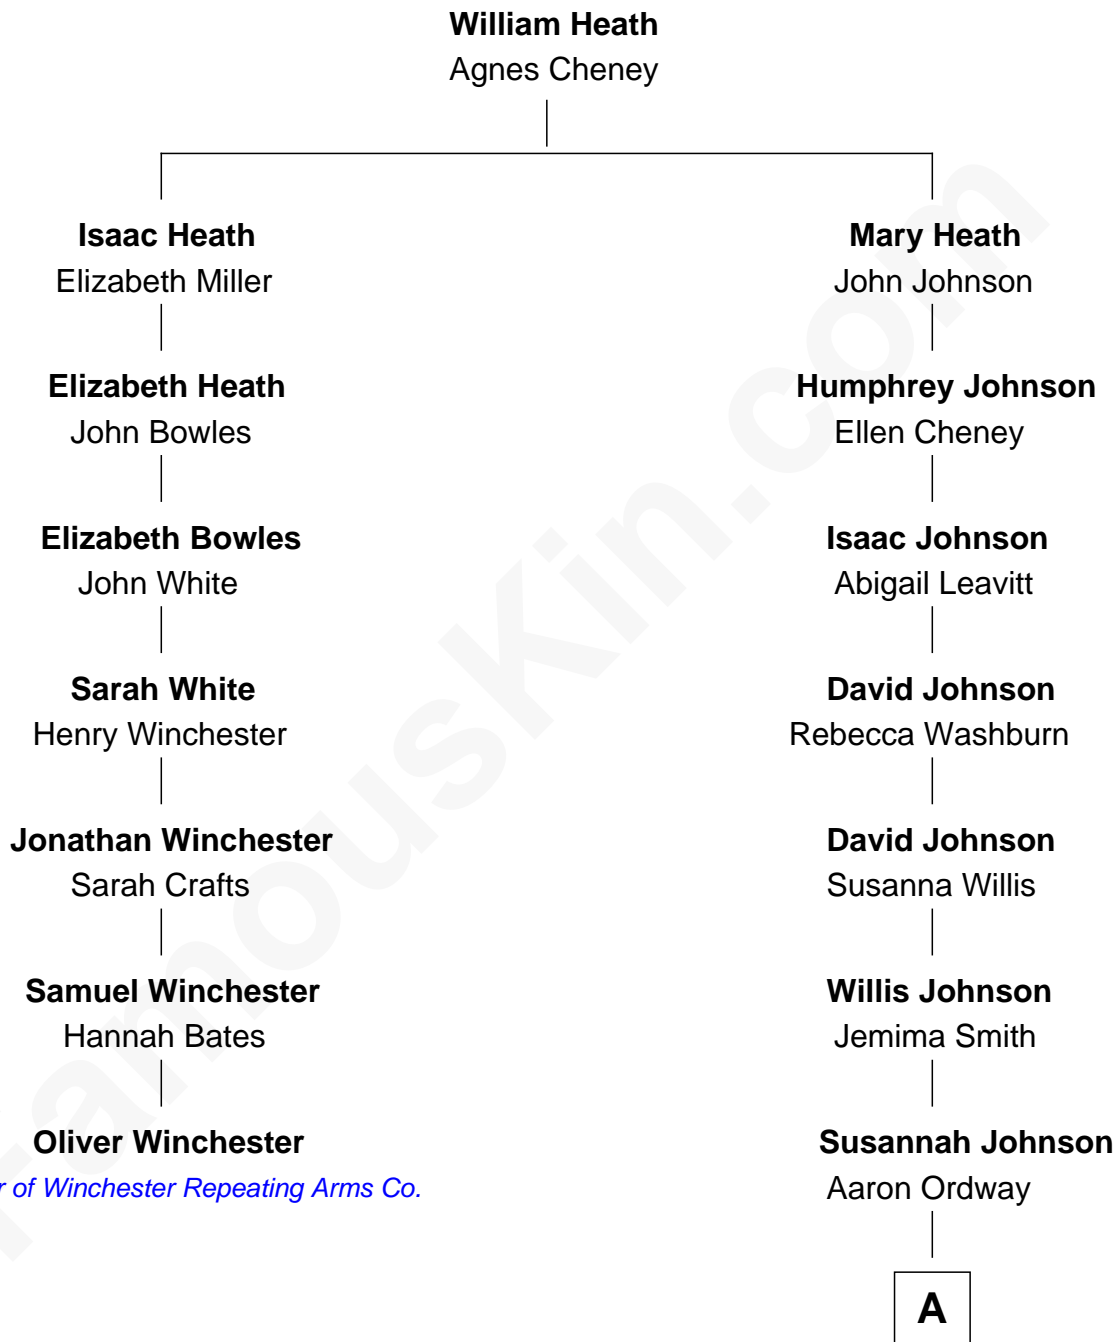 William Heath
Agnes Cheney
Isaac Heath
Elizabeth Miller
Mary Heath
John Johnson
Elizabeth Heath
John Bowles
Humphrey Johnson
Ellen Cheney
Elizabeth Bowles
John White
Isaac Johnson
Abigail Leavitt
Sarah White
Henry Winchester
David Johnson
Rebecca Washburn
Jonathan Winchester
Sarah Crafts
David Johnson
Susanna Willis
Samuel Winchester
Hannah Bates
Willis Johnson
Jemima Smith
Oliver Winchester
r of Winchester Repeating Arms Co.
Susannah Johnson
Aaron Ordway
A
FamousKin.com